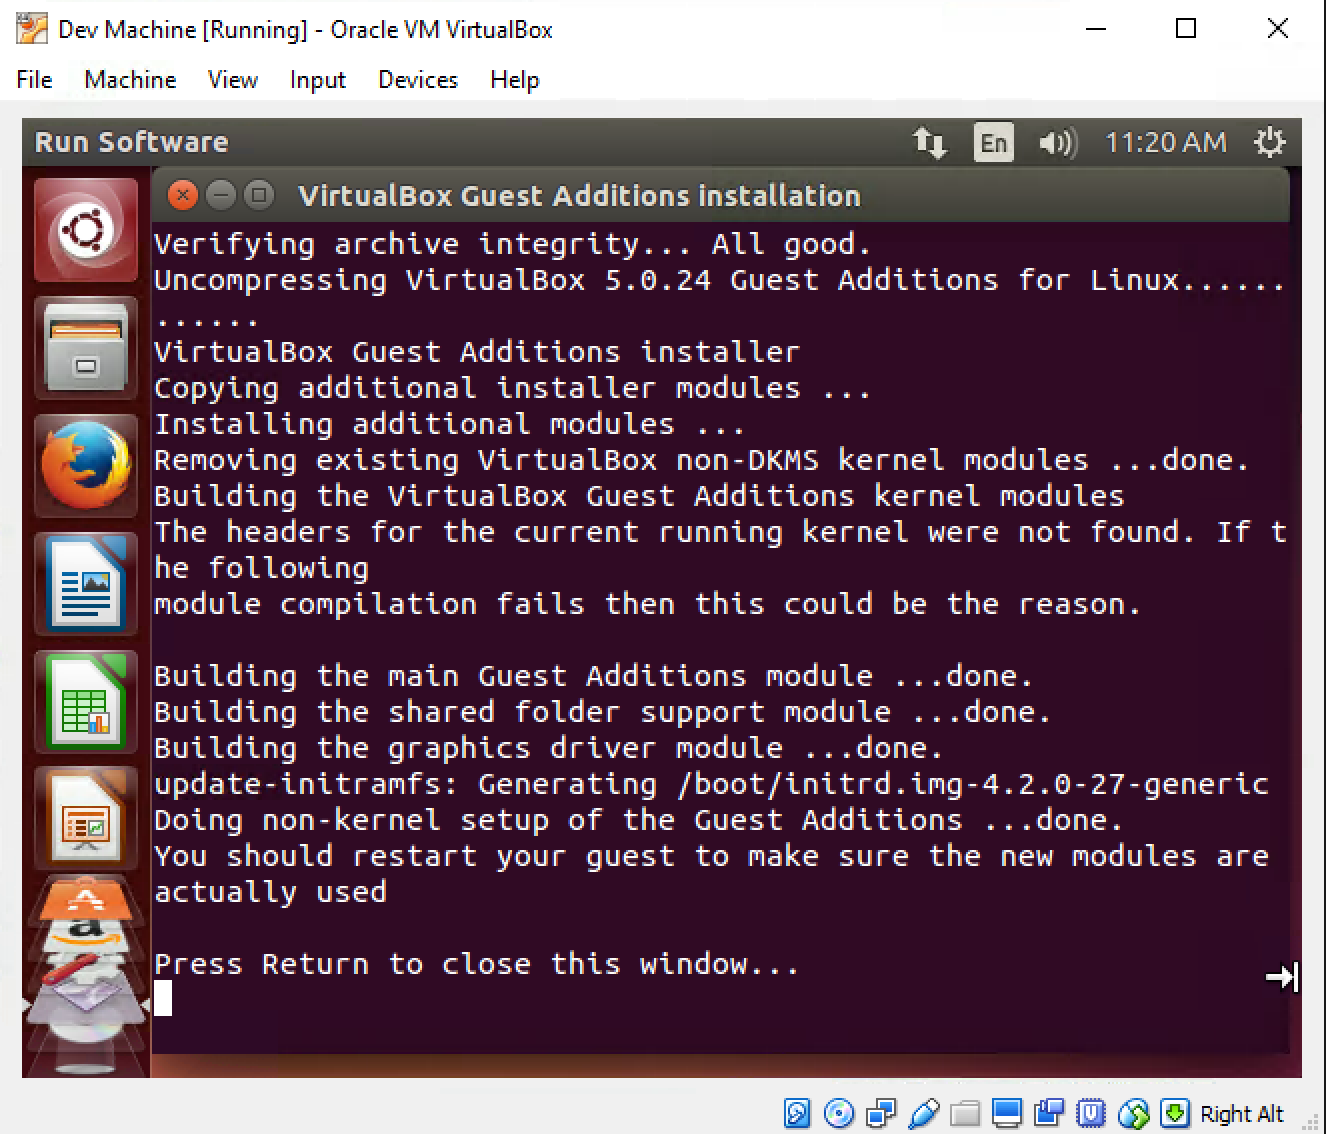 Dev Machine [Running] - Oracle VM VirtualBox
File Machine View Input Devices Help
Run Software
En
11:20 AM
VirtualBox Guest Additions installation
Verifying archive integrity... All good.
Uncompressing VirtualBox 5.0.24 Guest Additions for Linux......
......
VirtualBox Guest Additions installer
Copying additional installer modules ...
Installing additional modules ...
Removing existing VirtualBox non-DKMS kernel modules ...done.
Building the VirtualBox Guest Additions kernel modules
The headers for the current running kernel were not found. If t
he following
module compilation fails then this could be the reason.
Building the main Guest Additions module ...done.
Building the shared folder support module ...done.
Building the graphics driver module ...done.
update-initramfs: Generating /boot/initrd.img-4.2.0-27-generic
Doing non-kernel setup of the Guest Additions ...done.
You should restart your guest to make sure the new modules are
actually used
Press Return to close this window...
Right Alt